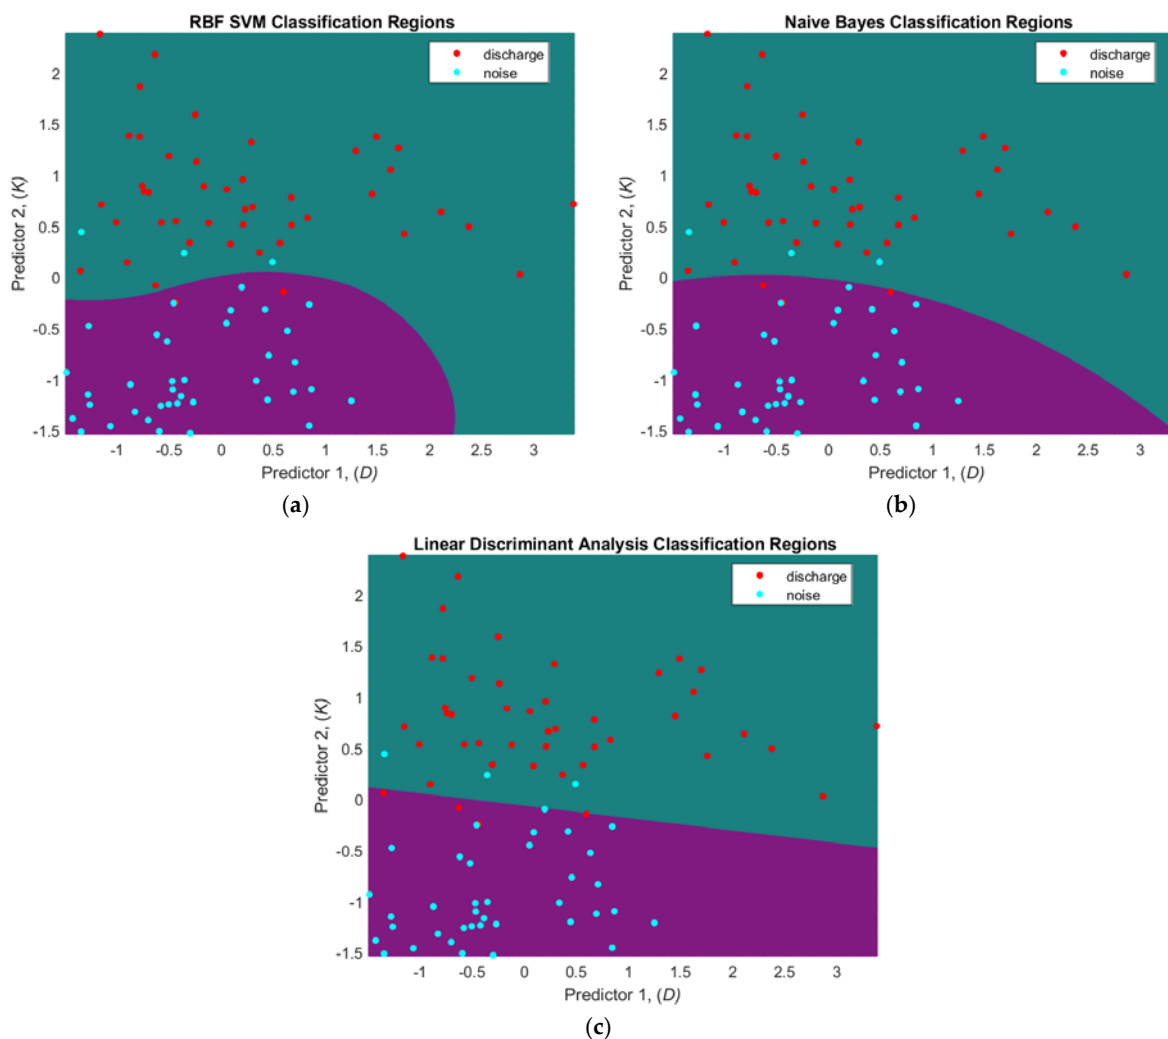 RBF SVM Classification Regions
discharge
noise
2
1.5
1
0.5
0
-0.5
-1
-1.5
Predictor 2, (K)
-1 -0.5 0 0.5 1 1.5 2 2.5 3
Predictor 1, (D)
(a)
Naive Bayes Classification Regions
discharge
noise
2
1.5
1
0.5
0
-0.5
-1
-1.5
Predictor 2, (K)
-1 -0.5 0 0.5 1 1.5 2 2.5 3
Predictor 1, (D)
(b)
Linear Discriminant Analysis Classification Regions
discharge
noise
2
1.5
1
0.5
0
-0.5
-1
-1.5
Predictor 2, (K)
-1 -0.5 0 0.5 1 1.5 2 2.5 3
Predictor 1, (D)
(c)